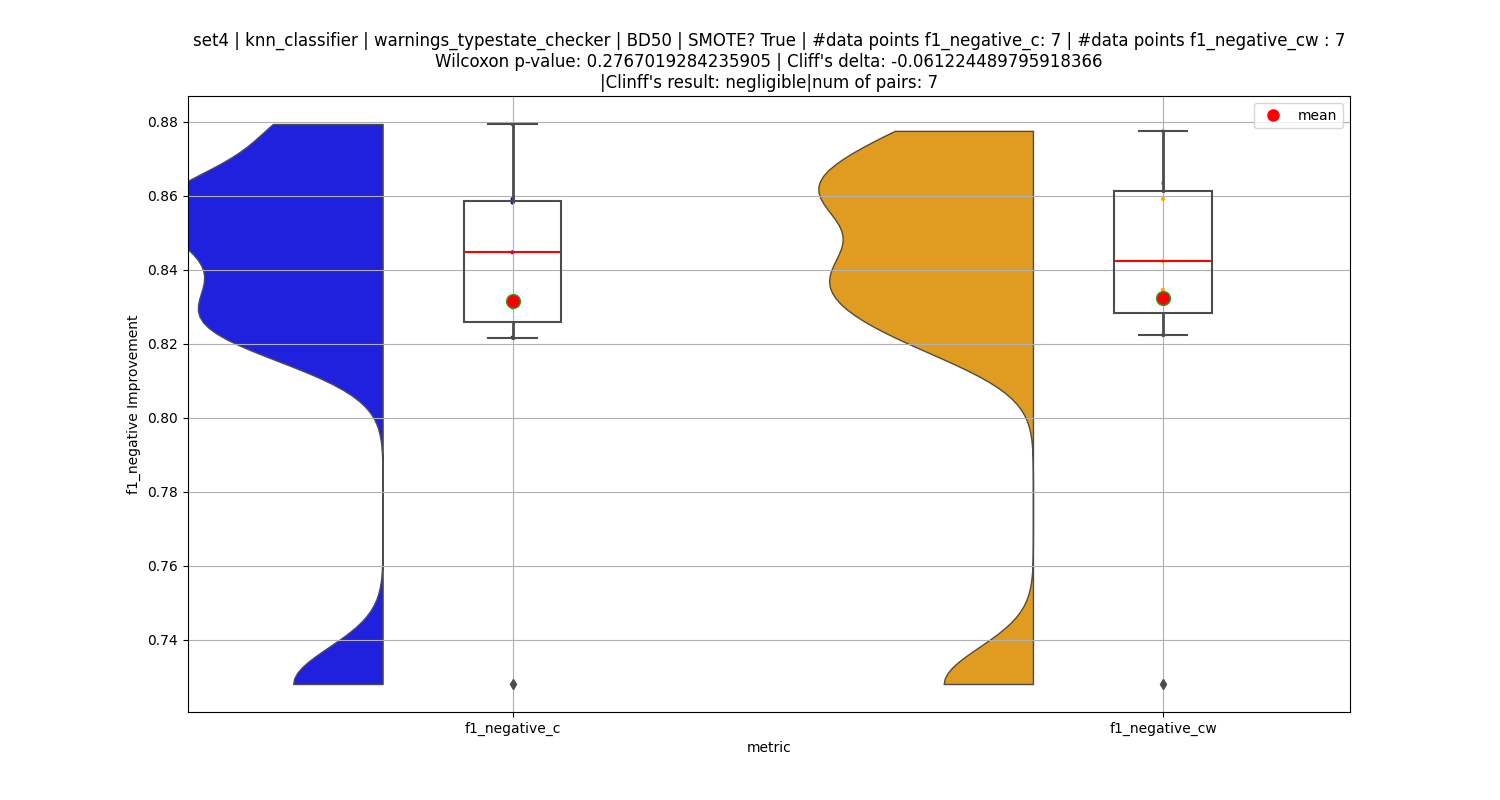 set4 | knn_classifier | warnings_typestate_checker | BD50 | SMOTE? True | #data points f1_negative_c: 7 | #data points f1_negative_cw : 7
Wilcoxon p-value: 0.2767019284235905 | Cliff's delta: -0.061224489795918366
|Clinff's result: negligible|num of pairs: 7
mean
0.88
0.86
0.84
0.82
0.80
0.78
0.76
0.74
f1_negative Improvement
f1_negative_c
f1_negative_cw
metric